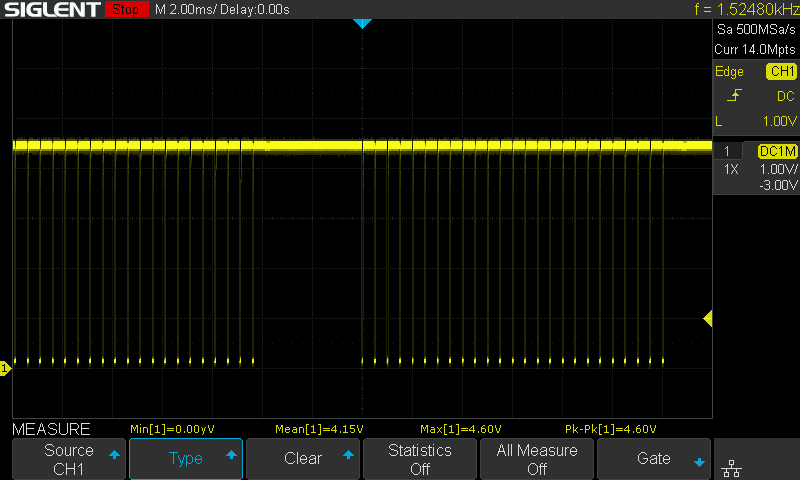 SIGLENT Stop M 2.00ms/ Delay:0.00s f = 1.52480kHz
Sa 500MSa/s
Curr 14.0Mpts
Edge CH1
DC
L 1.00V
1 DC1M
1X 1.00V/
-3.00V
1
MEASURE Min[1]=0.00yV Mean[1]=4.15V Max[1]=4.60V Pk-Pk[1]=4.60V
Source CH1
Type
Clear
Statistics Off
All Measure Off
Gate